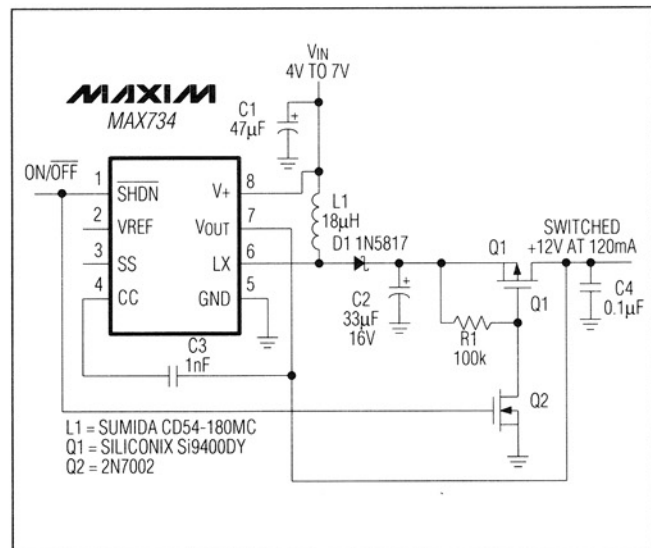 VIN
4V TO 7V
MAXIM
MAX734
C1
47µF
ON/OFF
1
SHDN
V+
8
2
VREF
VOUT
7
3
SS
LX
6
4
CC
GND
5
L1
18µH
D1 1N5817
Q1
SWITCHED
+12V AT 120mA
Q1
C4
0.1µF
C2
33µF
16V
R1
100k
C3
1nF
Q2
L1 = SUMIDA CD54-180MC
Q1 = SILICONIX Si9400DY
Q2 = 2N7002